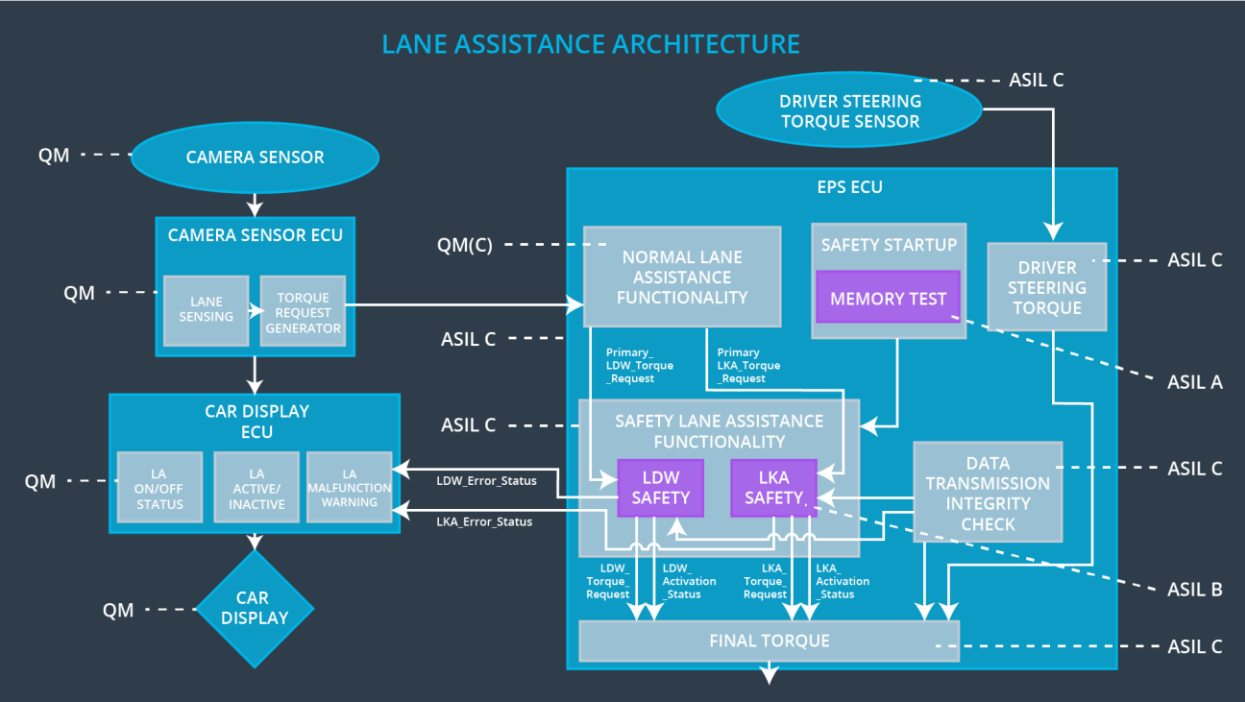 LANE ASSISTANCE ARCHITECTURE
ASIL C
DRIVER STEERING
TORQUE SENSOR
QM
CAMERA SENSOR
EPS ECU
CAMERA SENSOR ECU
QM
LANE
SENSING
TORQUE
REQUEST
GENERATOR
QM(C)
NORMAL LANE
ASSISTANCE
FUNCTIONALITY
SAFETY STARTUP
MEMORY TEST
DRIVER
STEERING
TORQUE
ASIL C
ASIL C
Primary_
LDW_Torque
_Request
Primary
LKA_Torque
_Request
ASIL A
CAR DISPLAY
ECU
QM
LA
ON/OFF
STATUS
LA
ACTIVE/
INACTIVE
LA
MALFUNCTION
WARNING
ASIL C
SAFETY LANE ASSISTANCE
FUNCTIONALITY
LDW
SAFETY
LKA
SAFETY
DATA
TRANSMISSION
INTEGRITY
CHECK
ASIL C
LDW_Error_Status
LKA_Error_Status
LDW_
Torque_
Request
LDW_
Activation
_Status
LKA_
Torque_
Request
LKA_
Activation
_Status
ASIL B
QM
CAR
DISPLAY
FINAL TORQUE
ASIL C